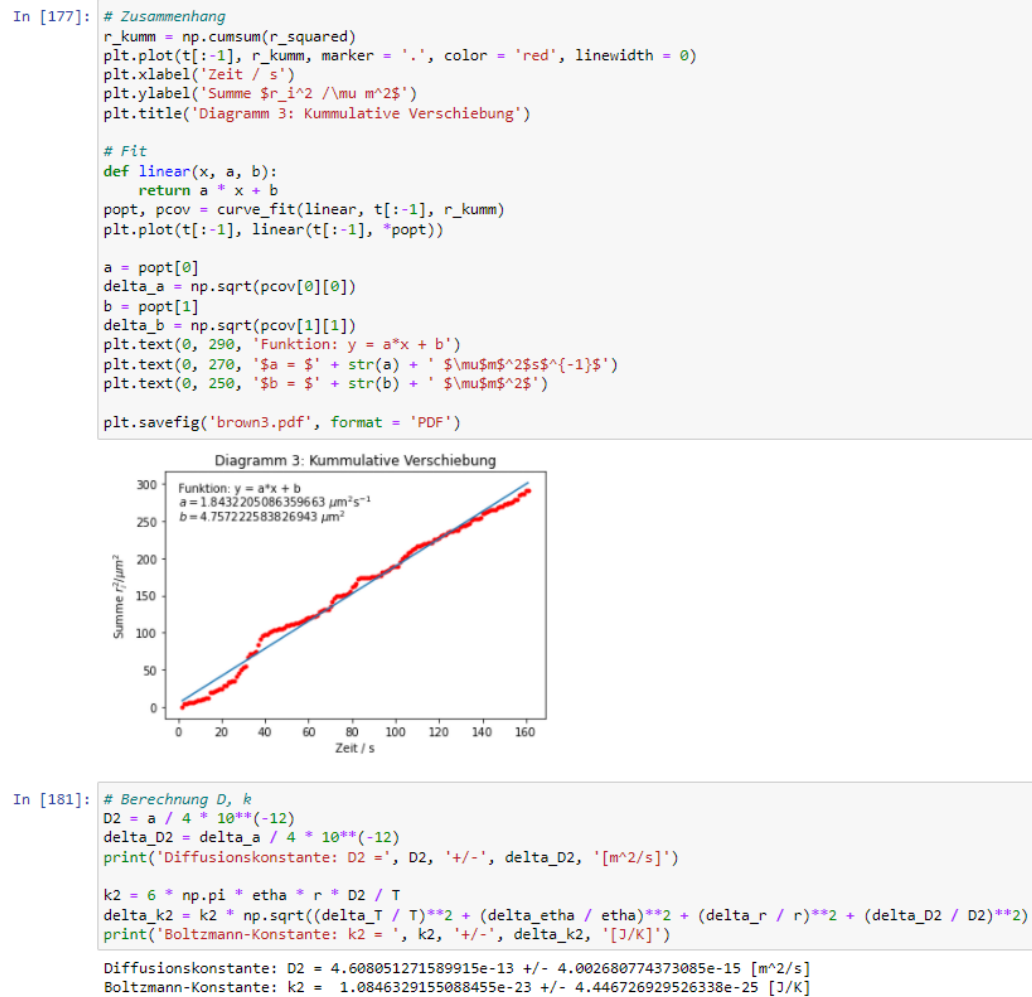 In [177]: # Zusammenhang
r_kumm = np.cumsum(r_squared)
plt.plot(t[:-1], r_kumm, marker = '.', color = 'red', linewidth = 0)
plt.xlabel('Zeit / s')
plt.ylabel('Summe $r_i^2 /\mu m^2$')
plt.title('Diagramm 3: Kummulative Verschiebung')

# Fit
def linear(x, a, b):
    return a * x + b
popt, pcov = curve_fit(linear, t[:-1], r_kumm)
plt.plot(t[:-1], linear(t[:-1], *popt))

a = popt[0]
delta_a = np.sqrt(pcov[0][0])
b = popt[1]
delta_b = np.sqrt(pcov[1][1])
plt.text(0, 290, 'Funktion: y = a*x + b')
plt.text(0, 270, '$a = $' + str(a) + ' $\mu$m$^2$s$^{-1}$')
plt.text(0, 250, '$b = $' + str(b) + ' $\mu$m$^2$')

plt.savefig('brown3.pdf', format = 'PDF')
Diagramm 3: Kummulative Verschiebung
Funktion: y = a*x + b
a = 1.8432205086359663 μm²s⁻¹
b = 4.757222583826943 μm²
300
250
200
150
100
50
0
Summe r_i²/μm²
0 20 40 60 80 100 120 140 160
Zeit / s
In [181]: # Berechnung D, k
D2 = a / 4 * 10**(-12)
delta_D2 = delta_a / 4 * 10**(-12)
print('Diffusionskonstante: D2 =', D2, '+/-', delta_D2, '[m^2/s]')

k2 = 6 * np.pi * etha * r * D2 / T
delta_k2 = k2 * np.sqrt((delta_T / T)**2 + (delta_etha / etha)**2 + (delta_r / r)**2 + (delta_D2 / D2)**2)
print('Boltzmann-Konstante: k2 = ', k2, '+/-', delta_k2, '[J/K]')
Diffusionskonstante: D2 = 4.608051271589915e-13 +/- 4.002680774373085e-15 [m^2/s]
Boltzmann-Konstante: k2 =  1.0846329155088455e-23 +/- 4.446726929526338e-25 [J/K]